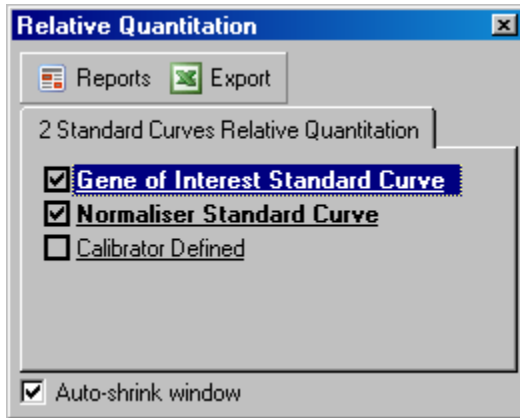 Relative Quantitation
Reports Export
2 Standard Curves Relative Quantitation
Gene of Interest Standard Curve
Normaliser Standard Curve
Calibrator Defined
Auto-shrink window